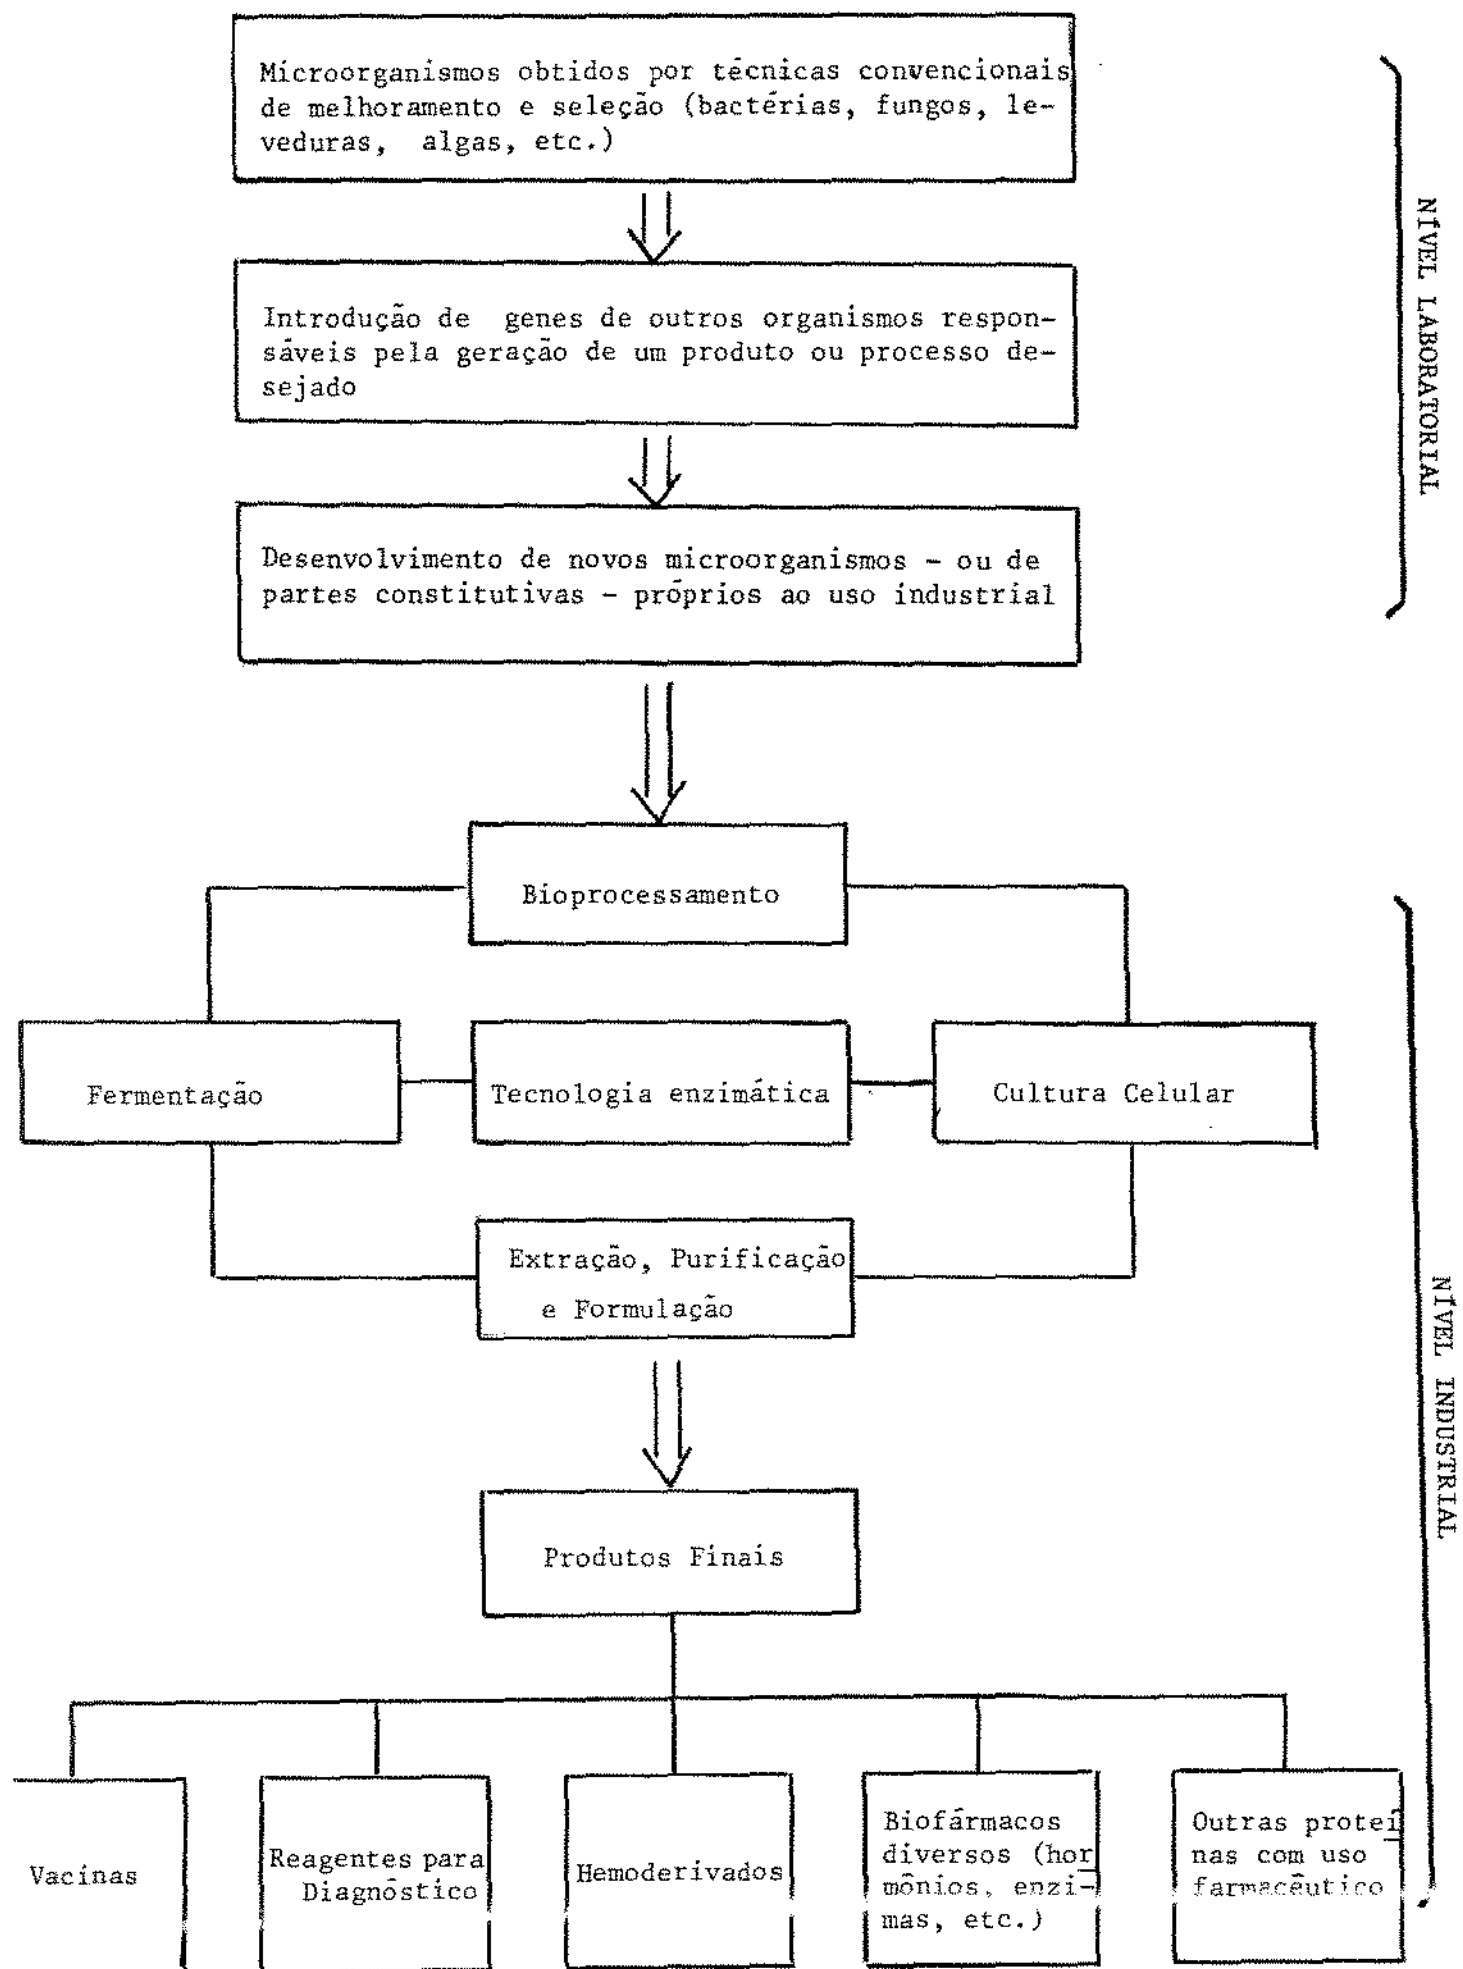 Microorganismos obtidos por técnicas convencionais
de melhoramento e seleção (bactérias, fungos, le-
veduras, algas, etc.)
NÍVEL LABORATORIAL
Introdução de genes de outros organismos respon-
sáveis pela geração de um produto ou processo de-
sejado
Desenvolvimento de novos microorganismos - ou de
partes constitutivas - próprios ao uso industrial
Bioprocessamento
Fermentação
Tecnologia enzimática
Cultura Celular
Extração, Purificação
e Formulação
NÍVEL INDUSTRIAL
Produtos Finais
Vacinas
Reagentes para
Diagnóstico
Hemoderivados
Biofármacos
diversos (hor
mônios, enzi-
mas, etc.)
Outras proteí
nas com uso
farmacêutico